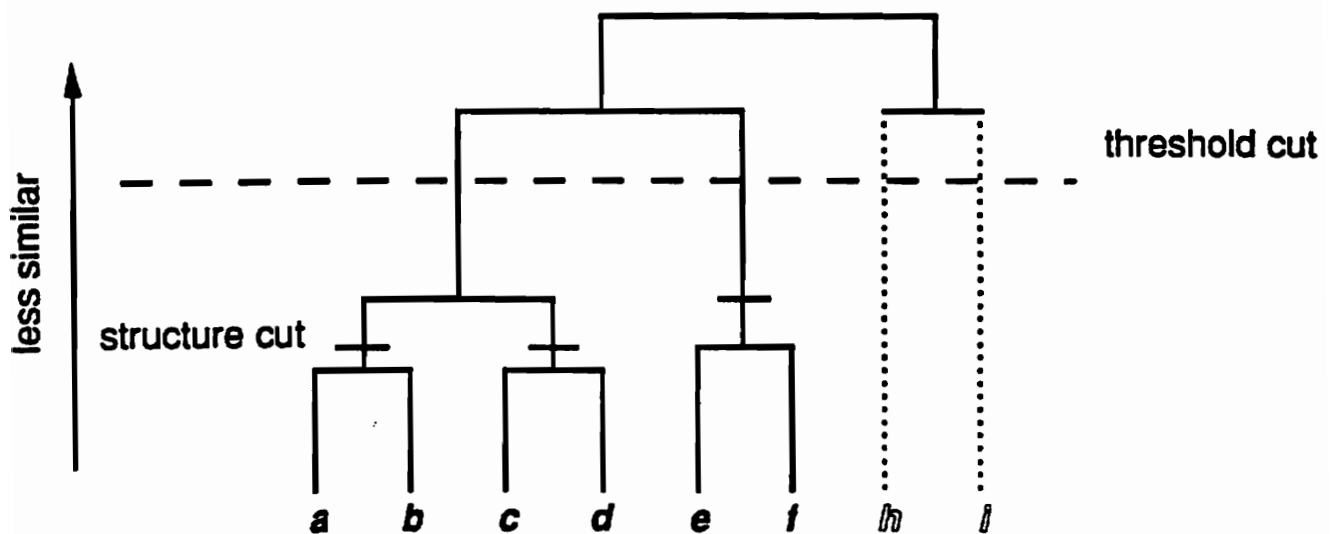 threshold cut
less similar
structure cut
a b c d e f h i